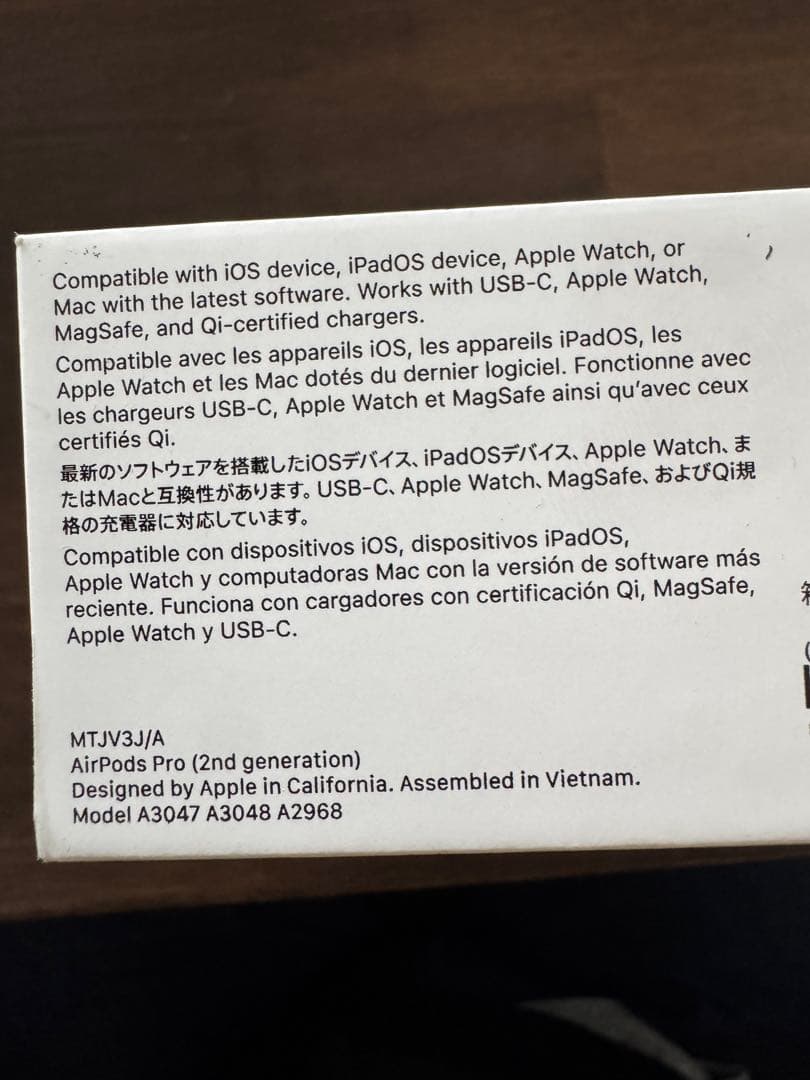 Compatible with iOS device, iPadOS device, Apple Watch, or
Mac with the latest software. Works with USB-C, Apple Watch,
MagSafe, and Qi-certified chargers.
Compatible avec les appareils iOS, les appareils iPadOS, les
Apple Watch et les Mac dotés du dernier logiciel. Fonctionne avec
les chargeurs USB-C, Apple Watch et MagSafe ainsi qu’avec ceux
certifiés Qi.
最新のソフトウェアを搭載したiOSデバイス、iPadOSデバイス、Apple Watch、ま
たはMacと互換性があります。USB-C、Apple Watch、MagSafe、およびQi規
格の充電器に対応しています。
Compatible con dispositivos iOS, dispositivos iPadOS,
Apple Watch y computadoras Mac con la versión de software más
reciente. Funciona con cargadores con certificación Qi, MagSafe,
Apple Watch y USB-C.
MTJV3J/A
AirPods Pro (2nd generation)
Designed by Apple in California. Assembled in Vietnam.
Model A3047 A3048 A2968